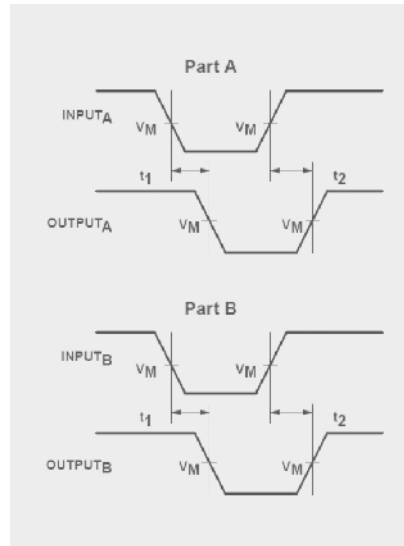 Part A
INPUTA
VM VM
t1 t2
OUTPUTA
VM VM
Part B
INPUTB
VM VM
t1 t2
OUTPUTB
VM VM